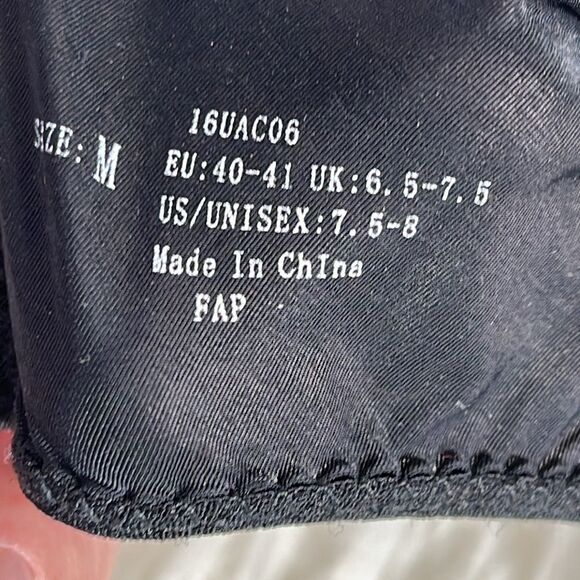 16UAC06
SIZE: M
EU:40-41 UK:6.5-7.5
US/UNISEX:7.5-8
Made In ChIna
FAP